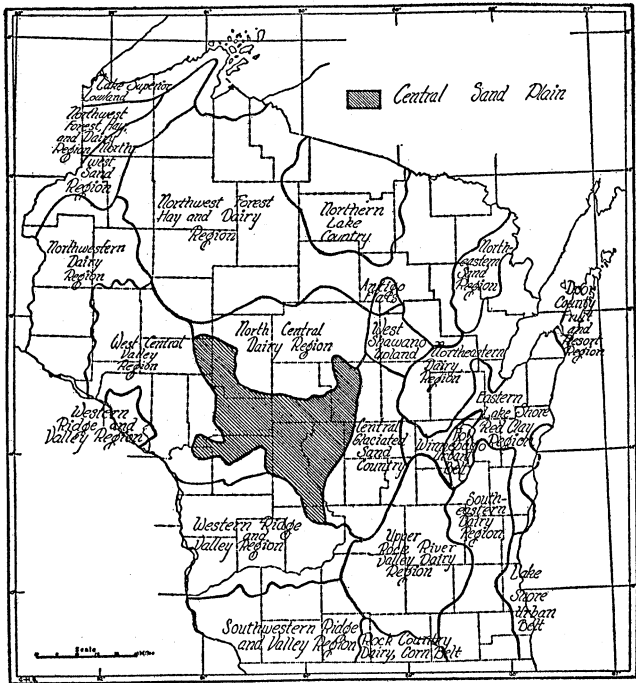 Central Sand Plain
Lake Superior
Lowland
Northwest
Forest, Hay,
and Dairy
Region
North-
west Sand
Region
Northwest Forest
Hay and Dairy
Region
Northern
Lake
Country
Northwestern
Dairy
Region
North-
eastern
Sand
Region
Door
County
Fruit
and
Resort
Region
Antigo
Flats
North Central
Dairy Region
West
Shawano
Upland
West Central
Valley
Region
Northeastern
Dairy
Region
Western
Ridge and
Valley Region
Eastern
Lake Shore
Red Clay
Region
Central
Glaciated
Sand
Country
Fox
Winnebago
Urban
Belt
South-
eastern
Dairy
Region
Western Ridge
and
Valley Region
Upper
Rock River
Valley Dairy
Region
Lake
Shore
Urban
Belt
Southwestern Ridge
and Valley Region
Rock Country
Dairy, Corn Belt
Scale